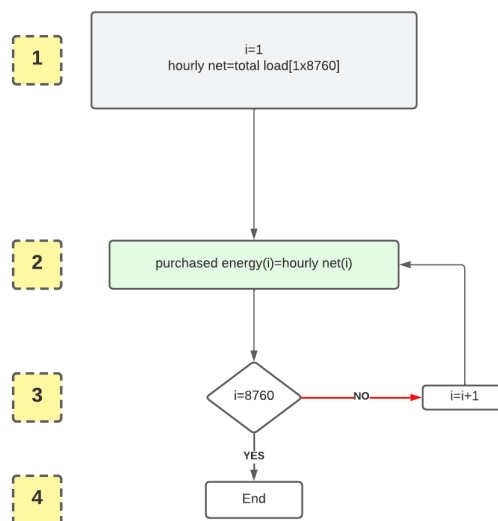 1
i=1
hourly net=total load[1x8760]
2
purchased energy(i)=hourly net(i)
3
i=8760
NO
i=i+1
YES
4
End